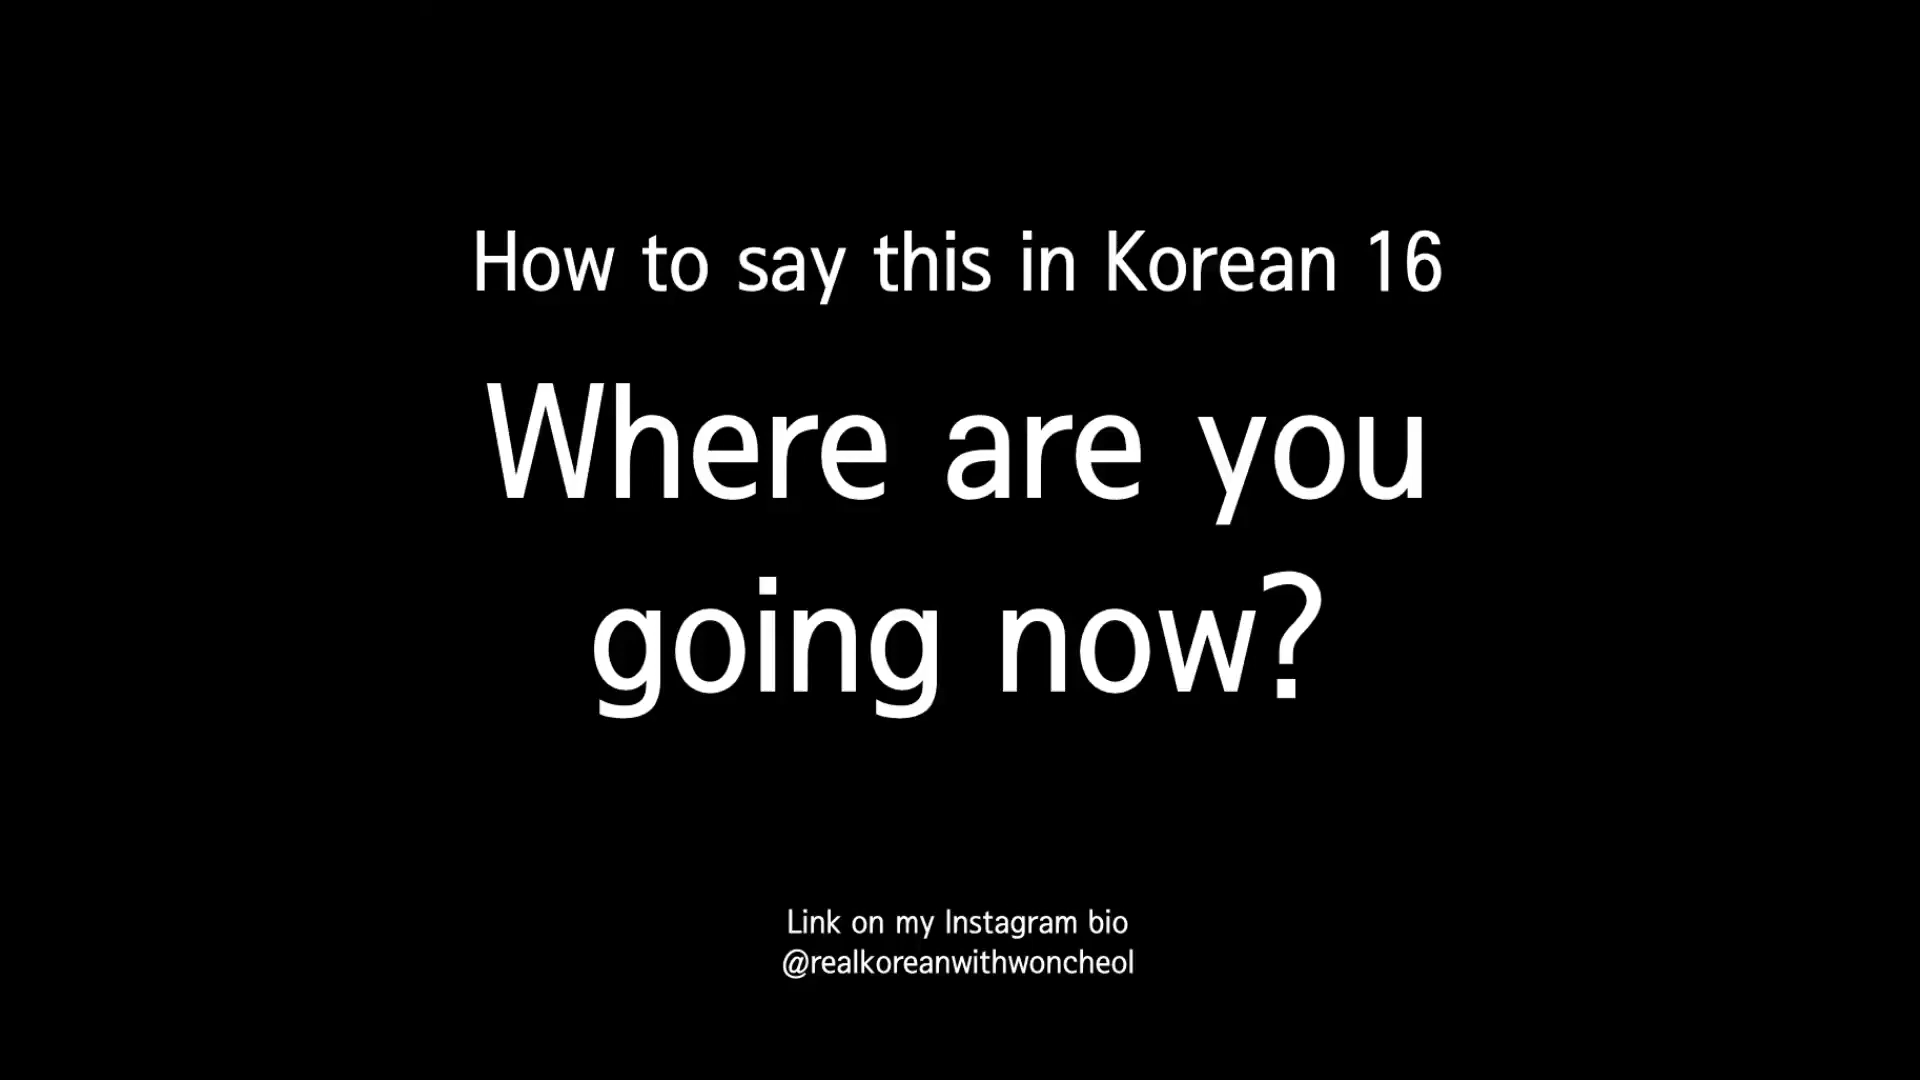 How to say this in Korean 16
Where are you
going now?
Link on my Instagram bio
@realkoreanwithwoncheol